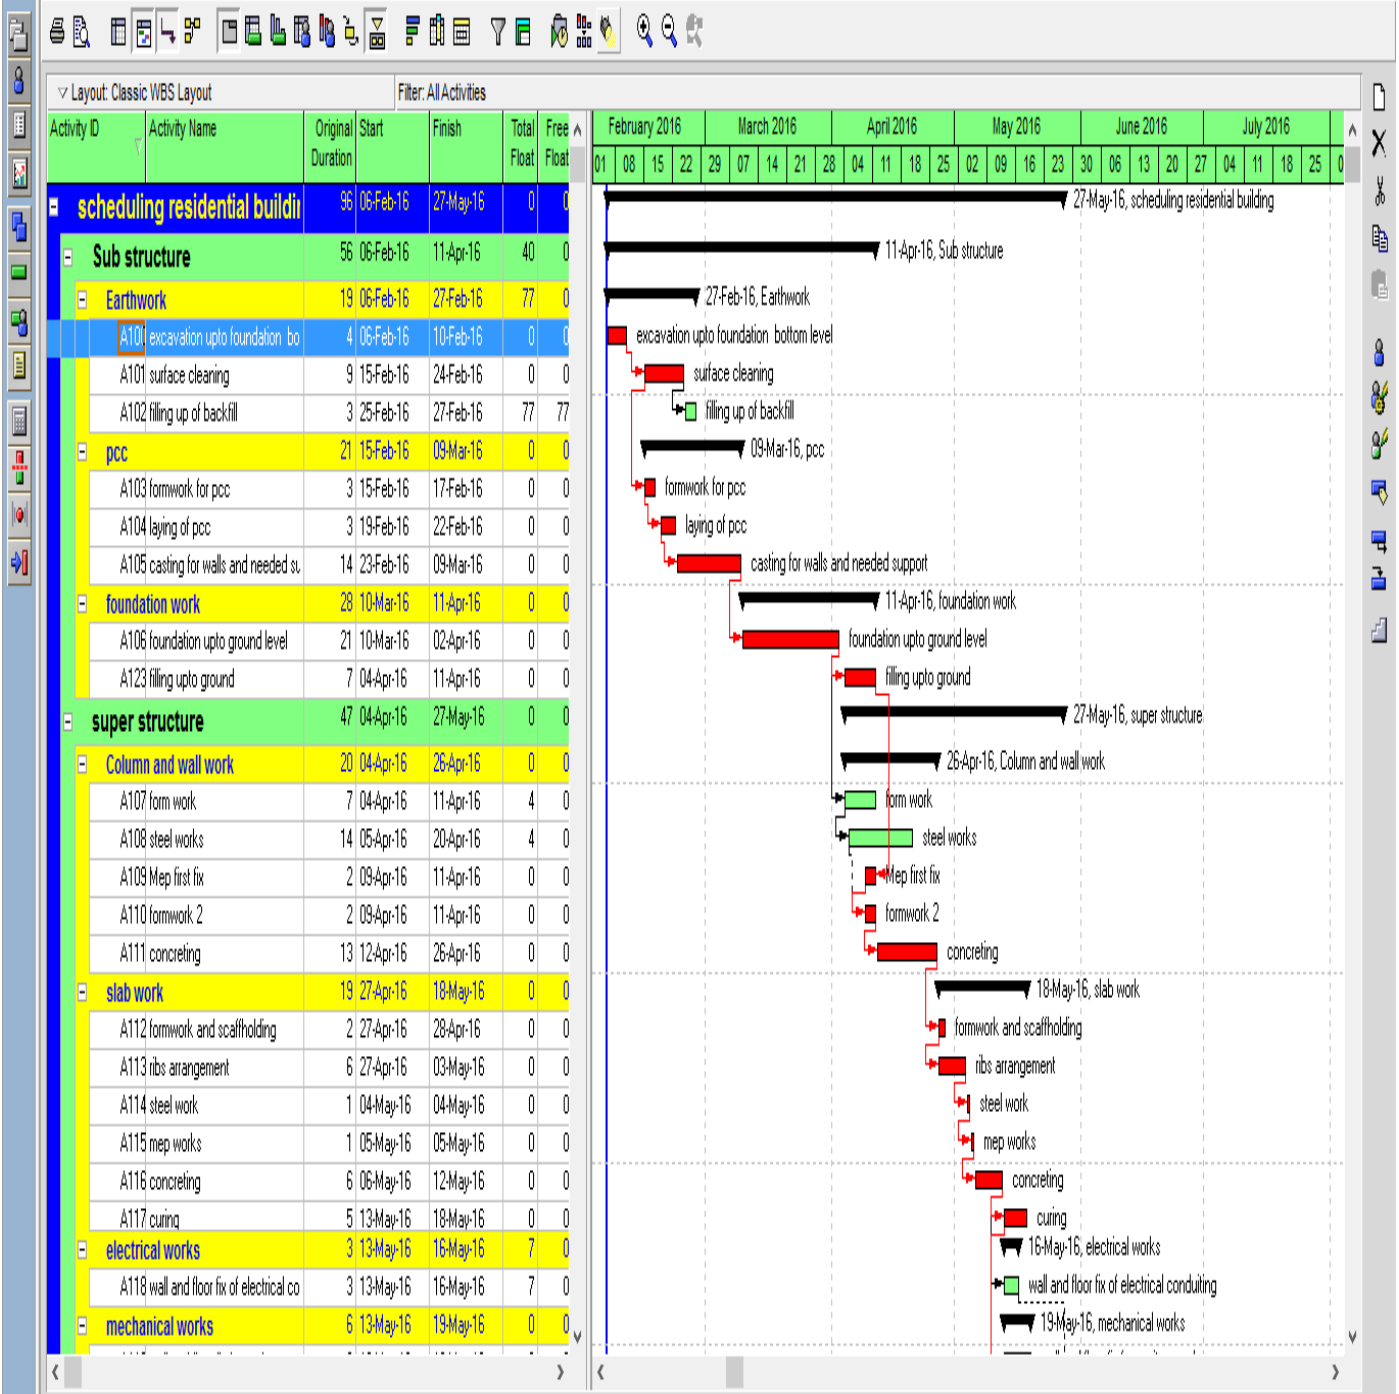 Layout: Classic WBS Layout Filter: All Activities
Activity ID Activity Name Original Duration Start Finish Total Float Free Float
February 2016 March 2016 April 2016 May 2016 June 2016 July 2016
01 08 15 22 29 07 14 21 28 04 11 18 25 02 09 16 23 30 06 13 20 27 04 11 18 25 0
scheduling residential buildin 96 06-Feb-16 27-May-16 0 0 27-May-16, scheduling residential building
Sub structure 56 06-Feb-16 11-Apr-16 40 0 11-Apr-16, Sub structure
Earthwork 19 06-Feb-16 27-Feb-16 77 0 27-Feb-16, Earthwork
A100 excavation upto foundation bo 4 06-Feb-16 10-Feb-16 0 0 excavation upto foundation bottom level
A101 surface cleaning 9 15-Feb-16 24-Feb-16 0 0 surface cleaning
A102 filling up of backfill 3 25-Feb-16 27-Feb-16 77 77 filling up of backfill
pcc 21 15-Feb-16 09-Mar-16 0 0 09-Mar-16, pcc
A103 formwork for pcc 3 15-Feb-16 17-Feb-16 0 0 formwork for pcc
A104 laying of pcc 3 19-Feb-16 22-Feb-16 0 0 laying of pcc
A105 casting for walls and needed su 14 23-Feb-16 09-Mar-16 0 0 casting for walls and needed support
foundation work 28 10-Mar-16 11-Apr-16 0 0 11-Apr-16, foundation work
A106 foundation upto ground level 21 10-Mar-16 02-Apr-16 0 0 foundation upto ground level
A123 filling upto ground 7 04-Apr-16 11-Apr-16 0 0 filling upto ground
super structure 47 04-Apr-16 27-May-16 0 0 27-May-16, super structure
Column and wall work 20 04-Apr-16 26-Apr-16 0 0 26-Apr-16, Column and wall work
A107 form work 7 04-Apr-16 11-Apr-16 4 0 form work
A108 steel works 14 05-Apr-16 20-Apr-16 4 0 steel works
A109 Mep first fix 2 09-Apr-16 11-Apr-16 0 0 Mep first fix
A110 formwork 2 2 09-Apr-16 11-Apr-16 0 0 formwork 2
A111 concreting 13 12-Apr-16 26-Apr-16 0 0 concreting
slab work 19 27-Apr-16 18-May-16 0 0 18-May-16, slab work
A112 formwork and scaffholding 2 27-Apr-16 28-Apr-16 0 0 formwork and scaffholding
A113 ribs arrangement 6 27-Apr-16 03-May-16 0 0 ribs arrangement
A114 steel work 1 04-May-16 04-May-16 0 0 steel work
A115 mep works 1 05-May-16 05-May-16 0 0 mep works
A116 concreting 6 06-May-16 12-May-16 0 0 concreting
A117 curing 5 13-May-16 18-May-16 0 0 curing
electrical works 3 13-May-16 16-May-16 7 0 16-May-16, electrical works
A118 wall and floor fix of electrical co 3 13-May-16 16-May-16 7 0 wall and floor fix of electrical conduiting
mechanical works 6 13-May-16 19-May-16 0 0 19-May-16, mechanical works